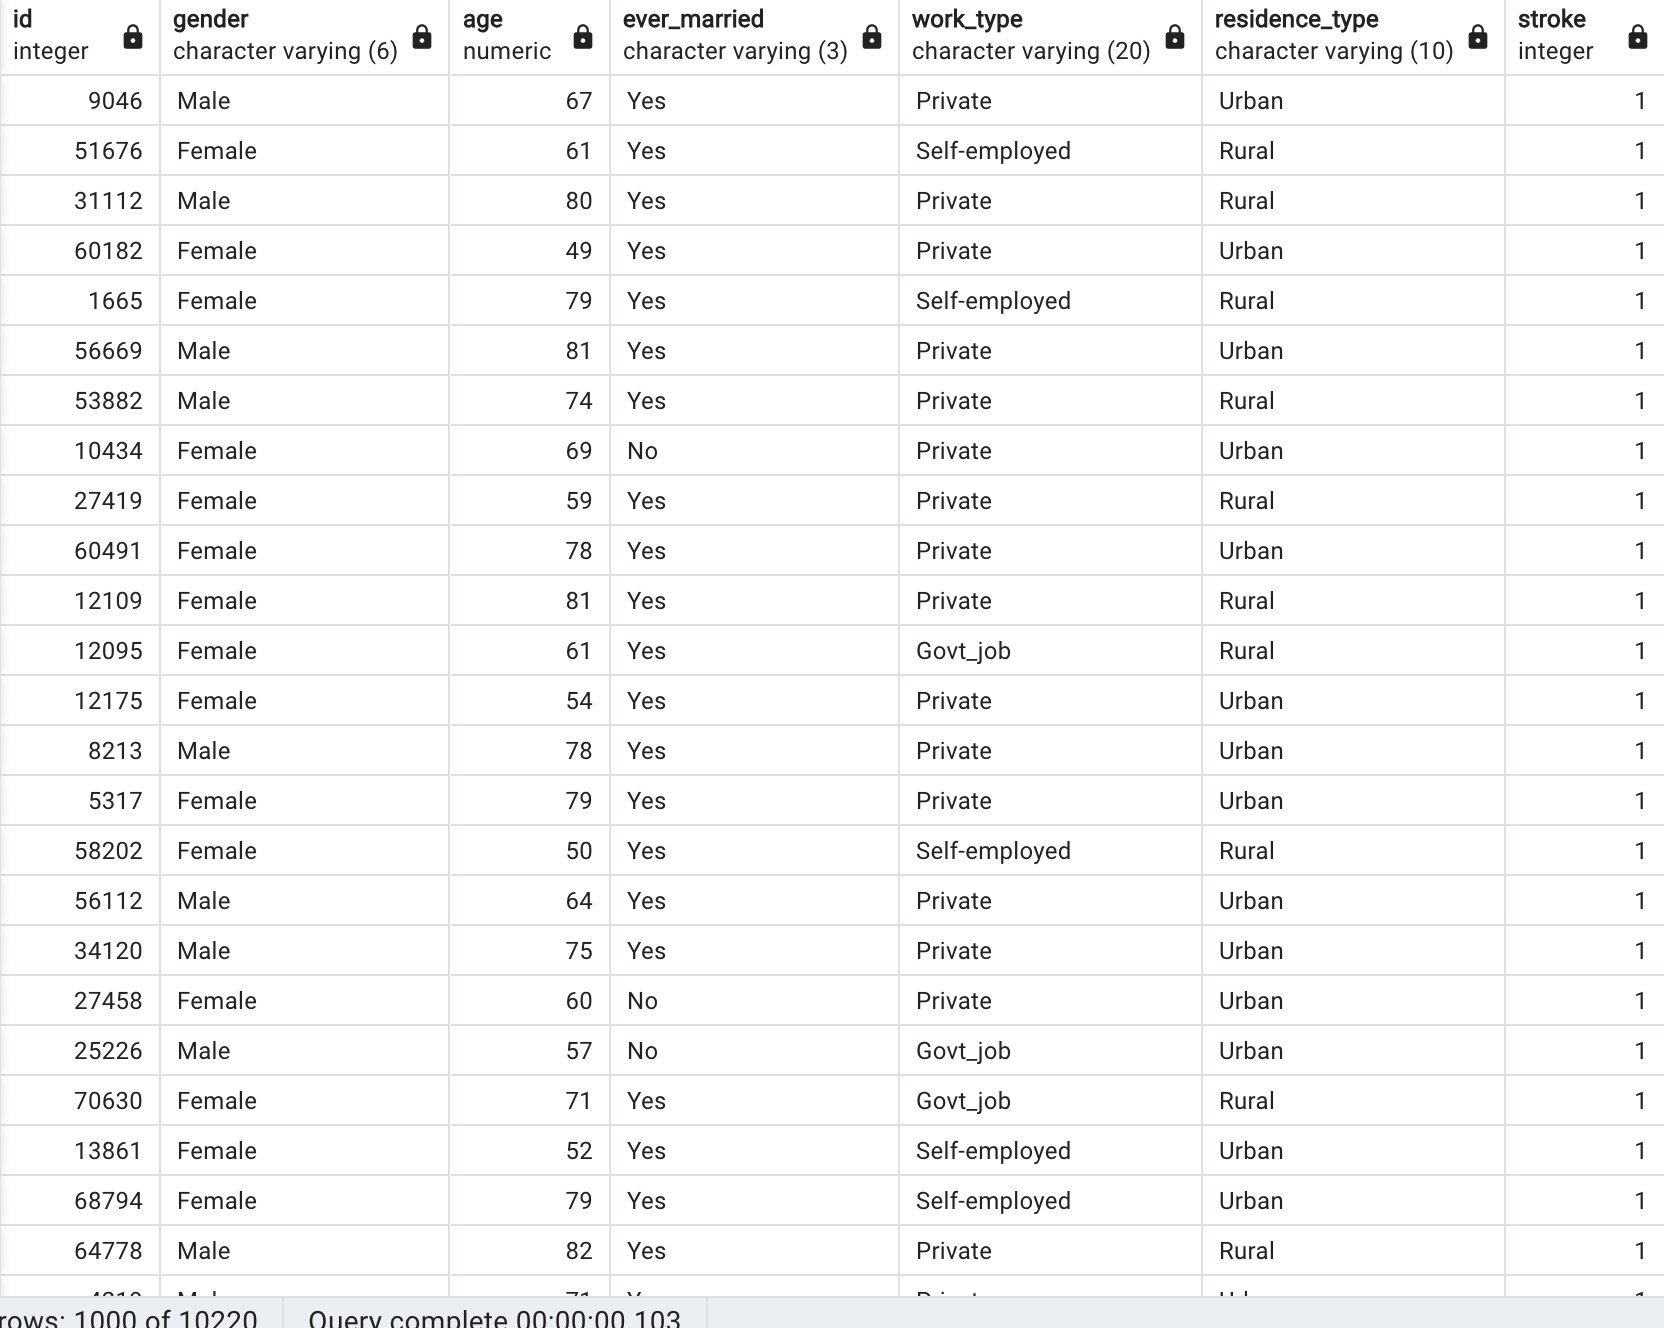 id gender age ever_married work_type residence_type stroke
integer character varying (6) numeric character varying (3) character varying (20) character varying (10) integer
9046 Male 67 Yes Private Urban 1
51676 Female 61 Yes Self-employed Rural 1
31112 Male 80 Yes Private Rural 1
60182 Female 49 Yes Private Urban 1
1665 Female 79 Yes Self-employed Rural 1
56669 Male 81 Yes Private Urban 1
53882 Male 74 Yes Private Rural 1
10434 Female 69 No Private Urban 1
27419 Female 59 Yes Private Rural 1
60491 Female 78 Yes Private Urban 1
12109 Female 81 Yes Private Rural 1
12095 Female 61 Yes Govt_job Rural 1
12175 Female 54 Yes Private Urban 1
8213 Male 78 Yes Private Urban 1
5317 Female 79 Yes Private Urban 1
58202 Female 50 Yes Self-employed Rural 1
56112 Male 64 Yes Private Urban 1
34120 Male 75 Yes Private Urban 1
27458 Female 60 No Private Urban 1
25226 Male 57 No Govt_job Urban 1
70630 Female 71 Yes Govt_job Rural 1
13861 Female 52 Yes Self-employed Urban 1
68794 Female 79 Yes Self-employed Urban 1
64778 Male 82 Yes Private Rural 1
rows: 1000 of 10220 Query complete 00:00:00.103